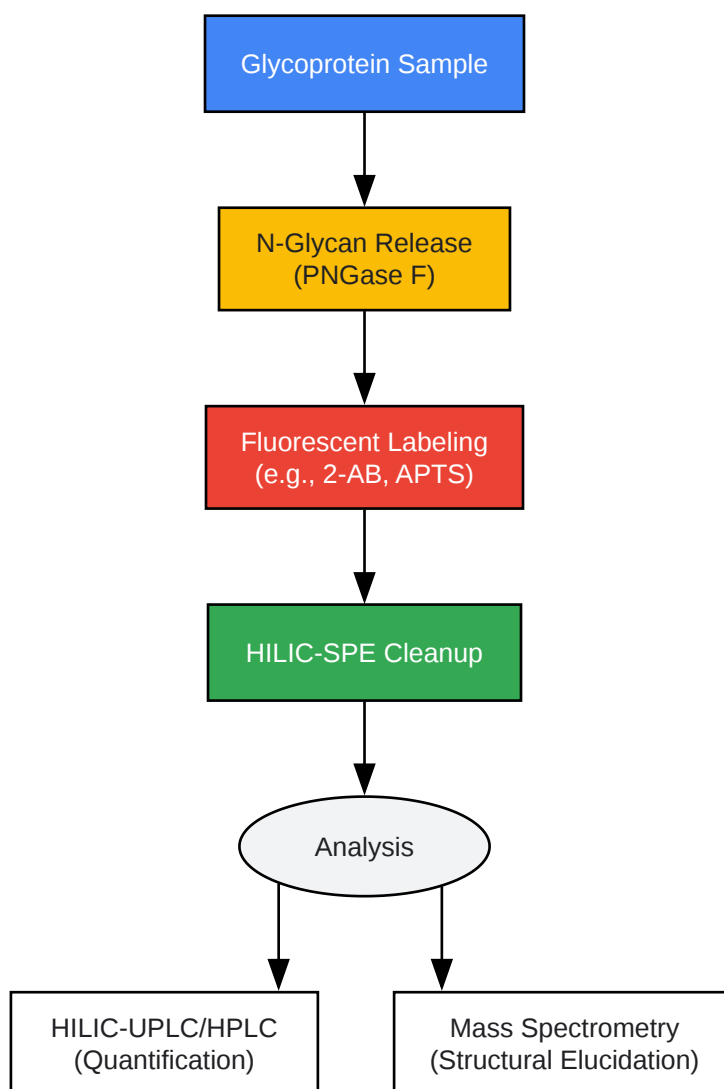 Glycoprotein Sample
N-Glycan Release
(PNGase F)
Fluorescent Labeling
(e.g., 2-AB, APTS)
HILIC-SPE Cleanup
Analysis
HILIC-UPLC/HPLC
(Quantification)
Mass Spectrometry
(Structural Elucidation)